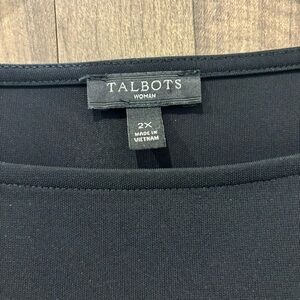 TALBOTS
WOMAN
2X
MADE IN
VIETNAM